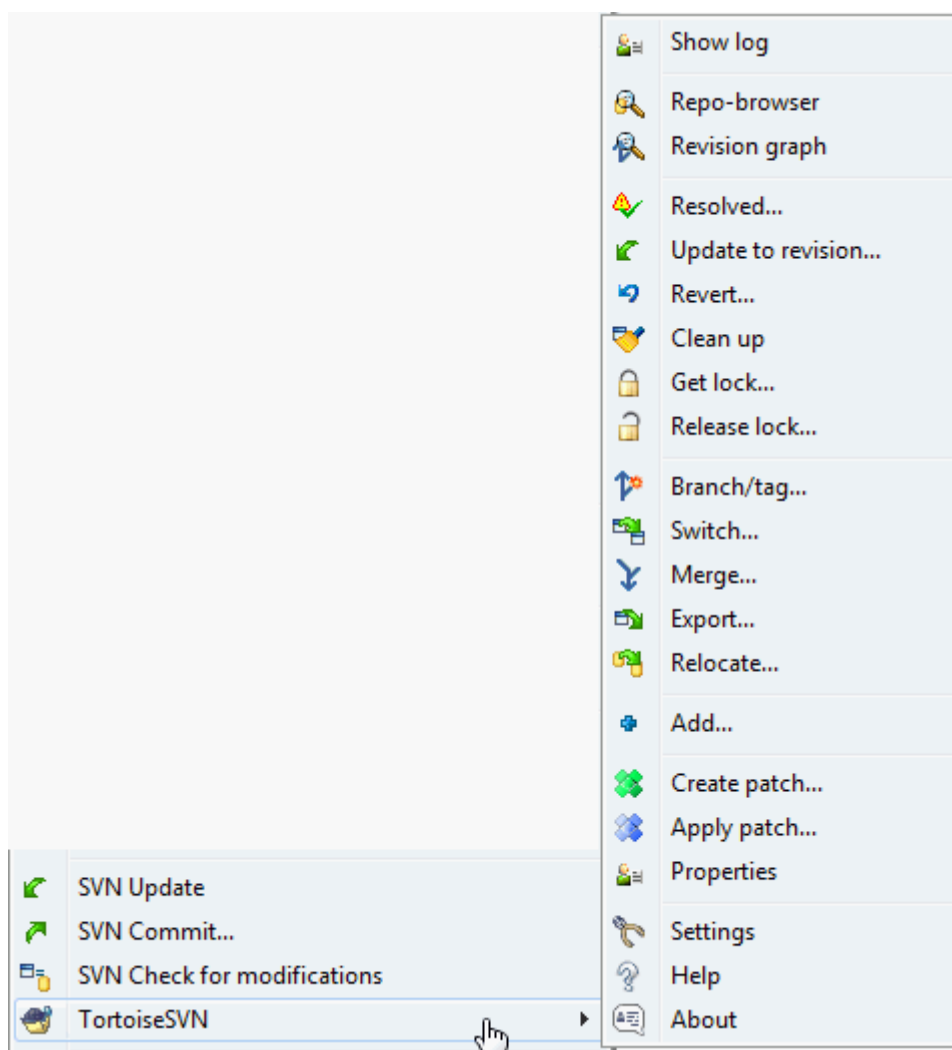 Show log
Repo-browser
Revision graph
Resolved...
Update to revision...
Revert...
Clean up
Get lock...
Release lock...
Branch/tag...
Switch...
Merge...
Export...
Relocate...
Add...
Create patch...
Apply patch...
Properties
Settings
Help
About
SVN Update
SVN Commit...
SVN Check for modifications
TortoiseSVN